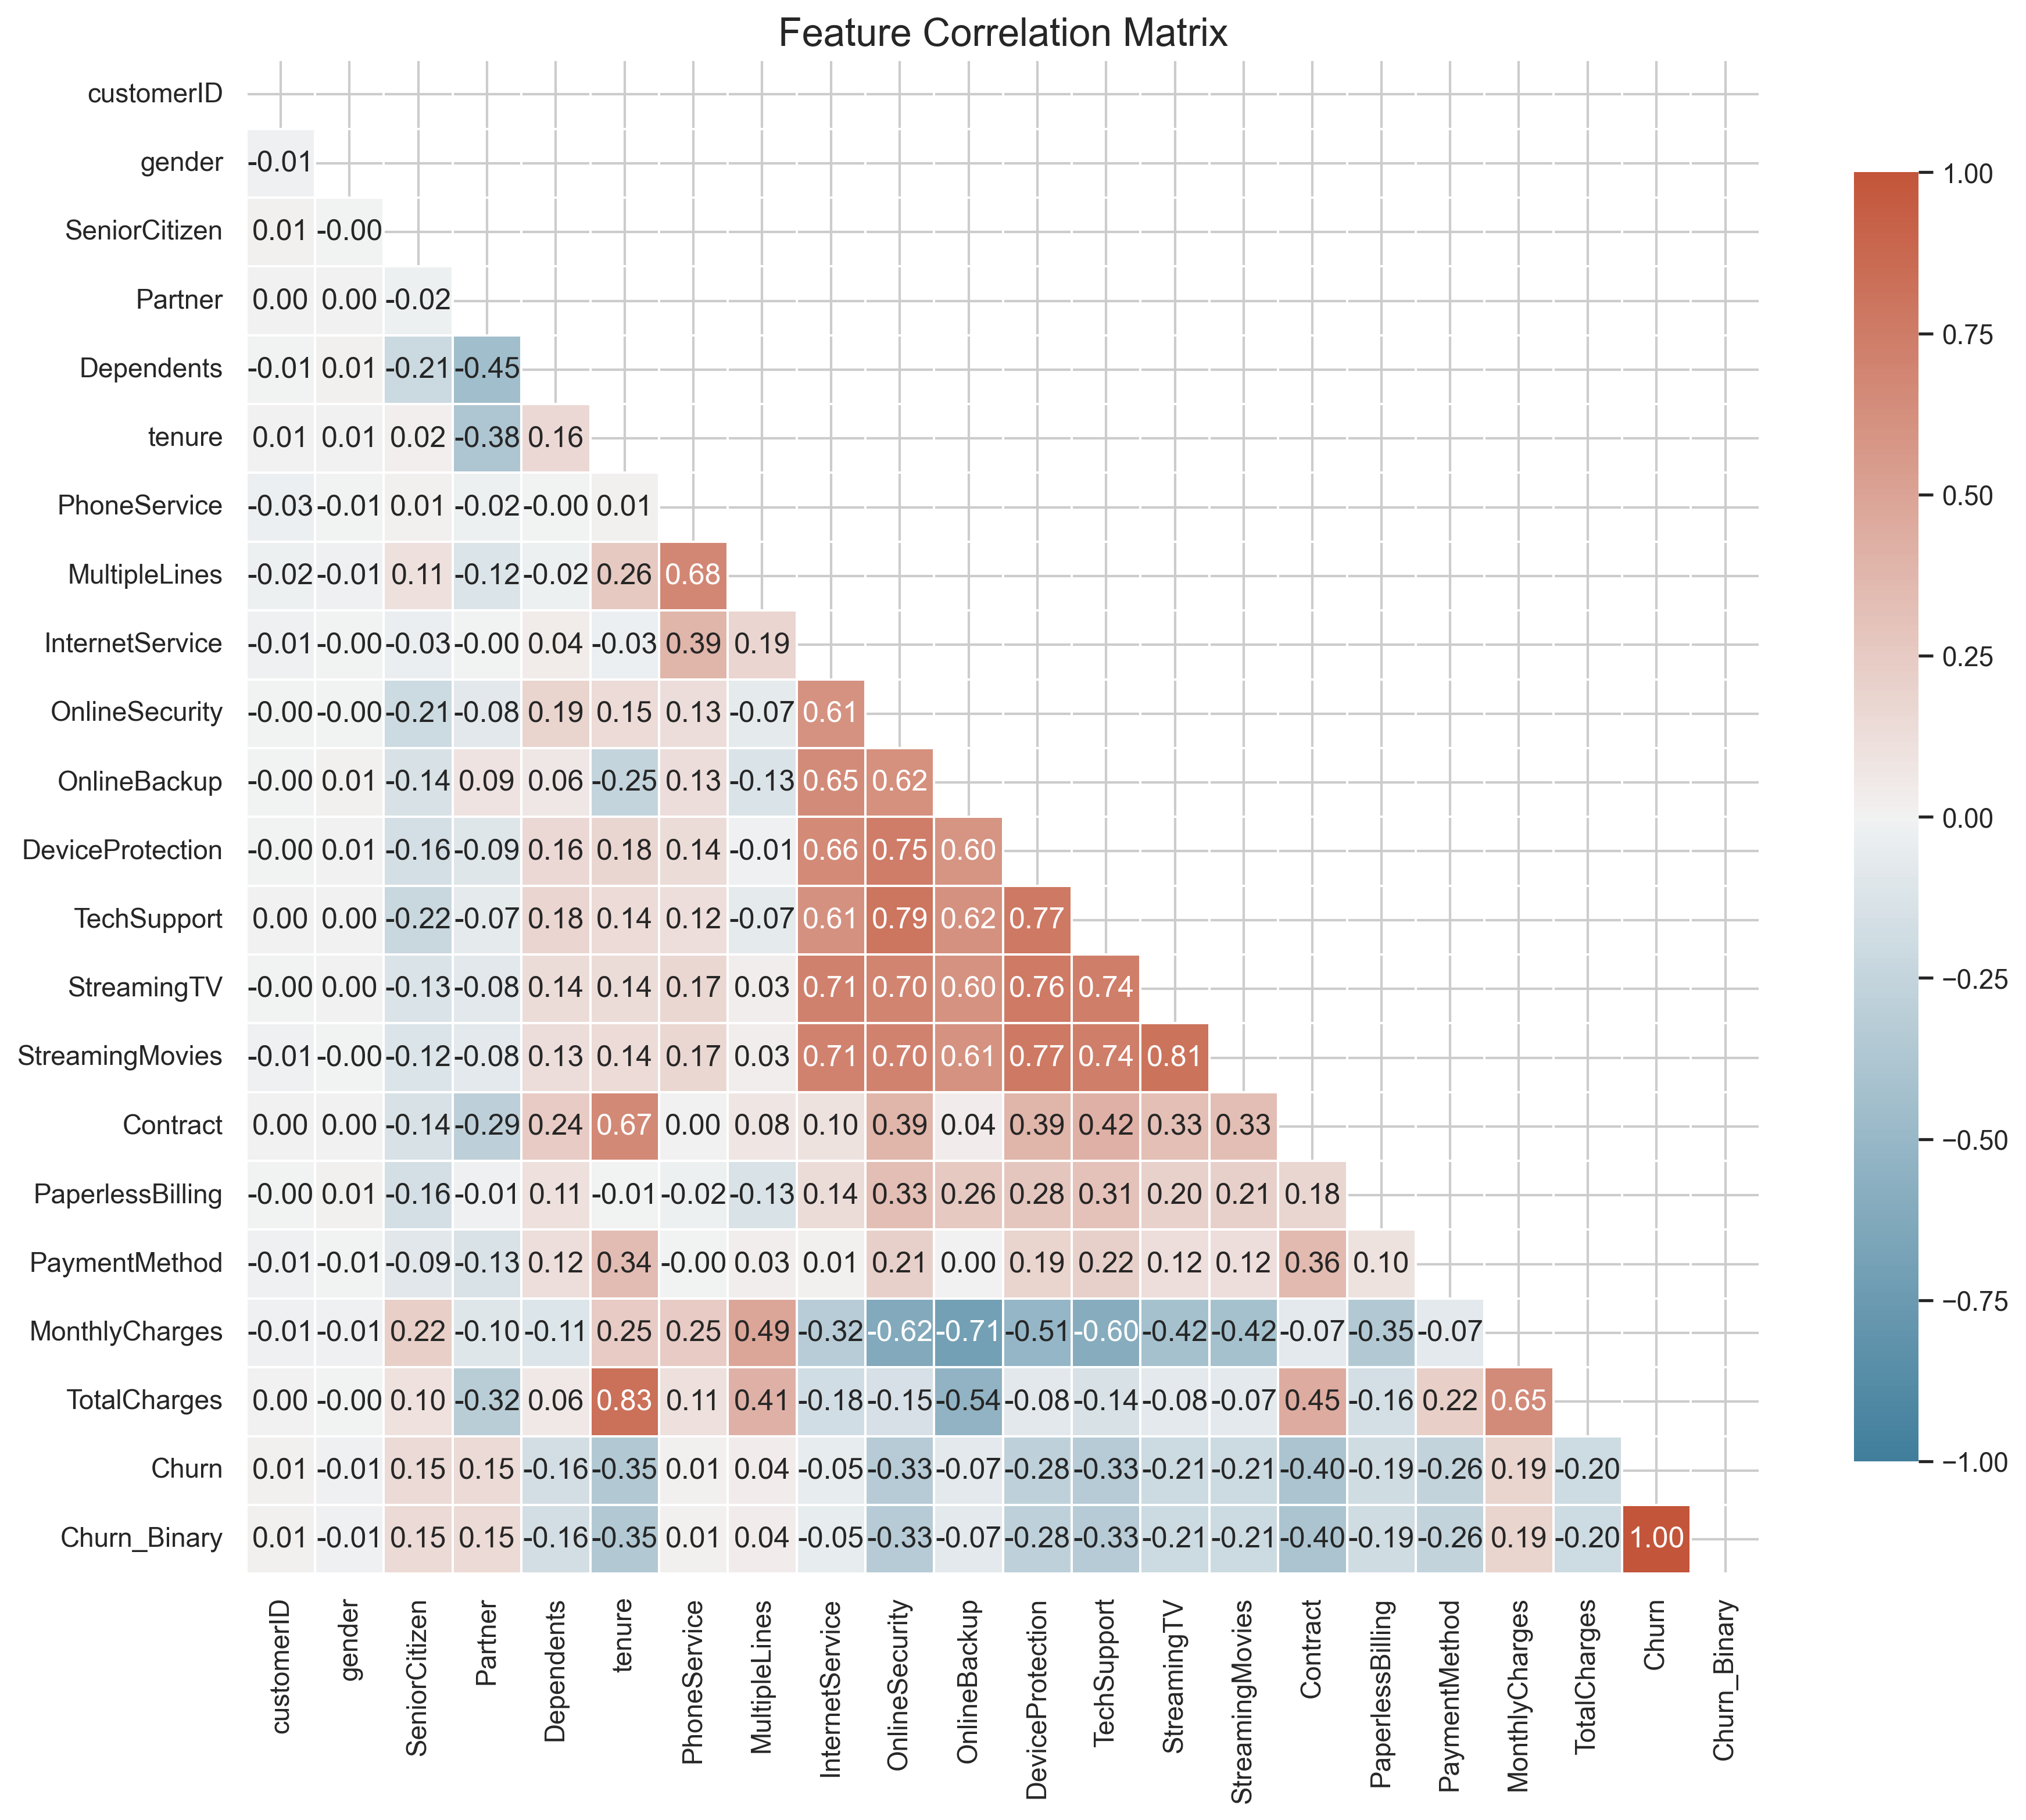 Feature Correlation Matrix
customerID
gender -0.01
SeniorCitizen 0.01 -0.00
Partner 0.00 0.00 -0.02
Dependents -0.01 0.01 -0.21 -0.45
tenure 0.01 0.01 0.02 -0.38 0.16
PhoneService -0.03 -0.01 0.01 -0.02 -0.00 0.01
MultipleLines -0.02 -0.01 0.11 -0.12 -0.02 0.26 0.68
InternetService -0.01 -0.00 -0.03 -0.00 0.04 -0.03 0.39 0.19
OnlineSecurity -0.00 -0.00 -0.21 -0.08 0.19 0.15 0.13 -0.07 0.61
OnlineBackup -0.00 0.01 -0.14 0.09 0.06 -0.25 0.13 -0.13 0.65 0.62
DeviceProtection -0.00 0.01 -0.16 -0.09 0.16 0.18 0.14 -0.01 0.66 0.75 0.60
TechSupport 0.00 0.00 -0.22 -0.07 0.18 0.14 0.12 -0.07 0.61 0.79 0.62 0.77
StreamingTV -0.00 0.00 -0.13 -0.08 0.14 0.14 0.17 0.03 0.71 0.70 0.60 0.76 0.74
StreamingMovies -0.01 -0.00 -0.12 -0.08 0.13 0.14 0.17 0.03 0.71 0.70 0.61 0.77 0.74 0.81
Contract 0.00 0.00 -0.14 -0.29 0.24 0.67 0.00 0.08 0.10 0.39 0.04 0.39 0.42 0.33 0.33
PaperlessBilling -0.00 0.01 -0.16 -0.01 0.11 -0.01 -0.02 -0.13 0.14 0.33 0.26 0.28 0.31 0.20 0.21 0.18
PaymentMethod -0.01 -0.01 -0.09 -0.13 0.12 0.34 -0.00 0.03 0.01 0.21 0.00 0.19 0.22 0.12 0.12 0.36 0.10
MonthlyCharges -0.01 -0.01 0.22 -0.10 -0.11 0.25 0.25 0.49 -0.32 -0.62 -0.71 -0.51 -0.60 -0.42 -0.42 -0.07 -0.35 -0.07
TotalCharges 0.00 -0.00 0.10 -0.32 0.06 0.83 0.11 0.41 -0.18 -0.15 -0.54 -0.08 -0.14 -0.08 -0.07 0.45 -0.16 0.22 0.65
Churn 0.01 -0.01 0.15 0.15 -0.16 -0.35 0.01 0.04 -0.05 -0.33 -0.07 -0.28 -0.33 -0.21 -0.21 -0.40 -0.19 -0.26 0.19 -0.20
Churn_Binary 0.01 -0.01 0.15 0.15 -0.16 -0.35 0.01 0.04 -0.05 -0.33 -0.07 -0.28 -0.33 -0.21 -0.21 -0.40 -0.19 -0.26 0.19 -0.20 1.00
customerID
gender
SeniorCitizen
Partner
Dependents
tenure
PhoneService
MultipleLines
InternetService
OnlineSecurity
OnlineBackup
DeviceProtection
TechSupport
StreamingTV
StreamingMovies
Contract
PaperlessBilling
PaymentMethod
MonthlyCharges
TotalCharges
Churn
Churn_Binary
1.00
0.75
0.50
0.25
0.00
−0.25
−0.50
−0.75
−1.00